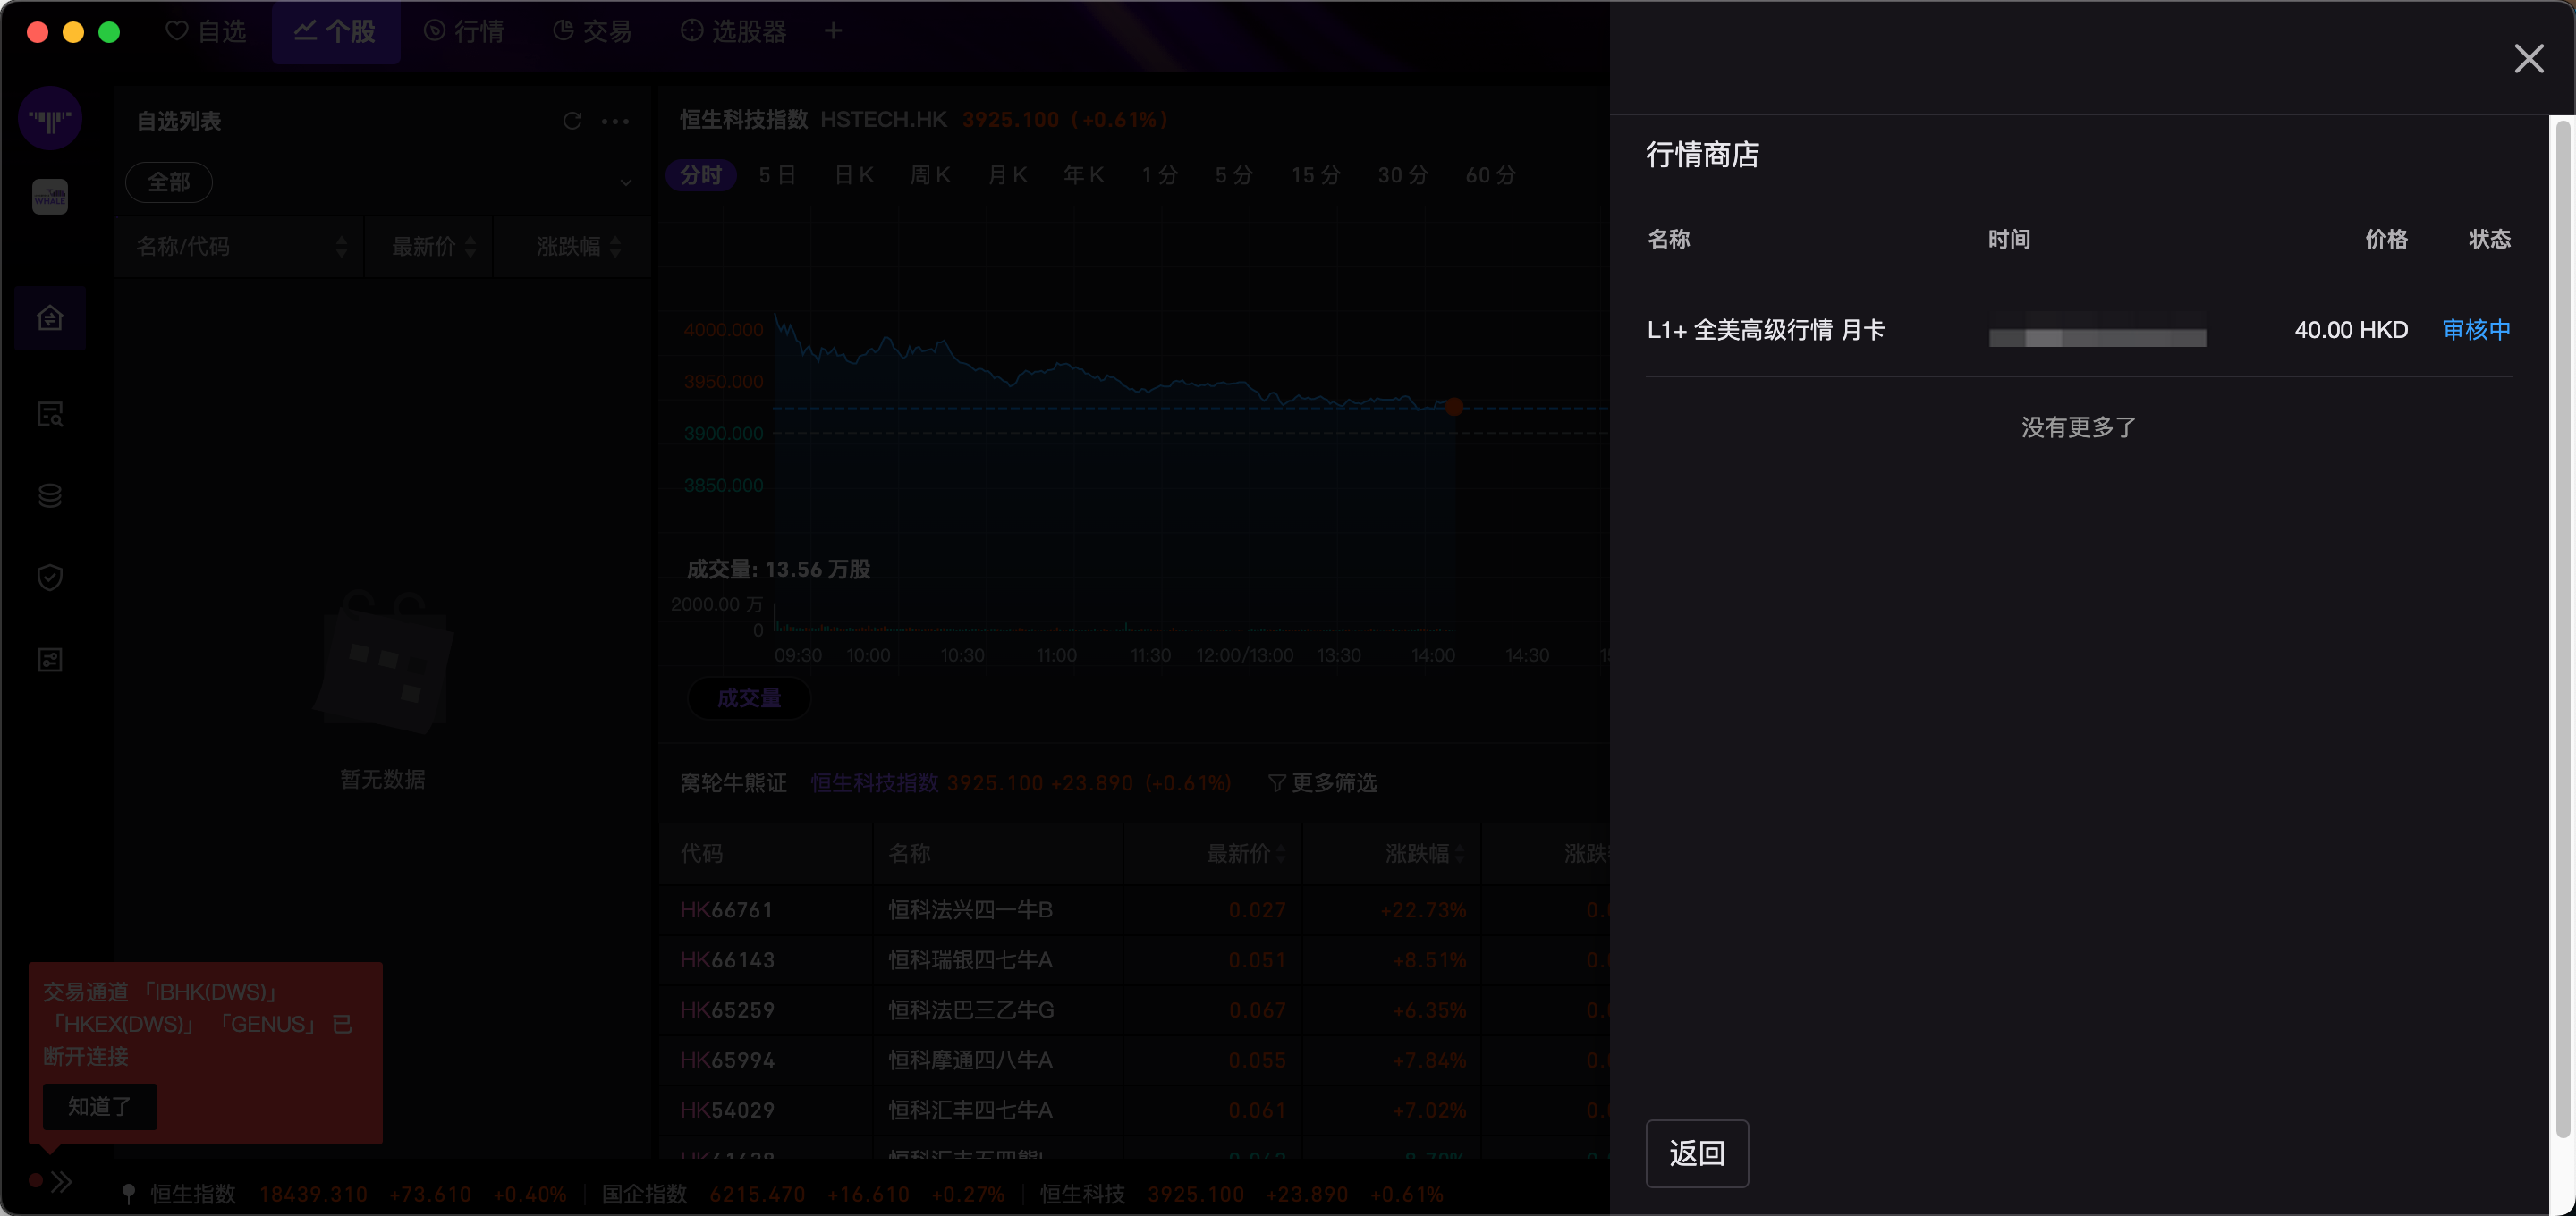 自选 个股 行情 交易 选股器 +
WHALE
自选列表
全部
名称/代码 最新价 涨跌幅
暂无数据
交易通道 「IBHK(DWS)」
「HKEX(DWS)」 「GENUS」 已
断开连接
知道了
恒生科技指数 HSTECH.HK 3925.100 (+0.61%)
分时 5日 日K 周K 月K 年K 1分 5分 15分 30分 60分
4000.000
3950.000
3900.000
3850.000
成交量: 13.56 万股
2000.00 万
0
09:30 10:00 10:30 11:00 11:30 12:00/13:00 13:30 14:00 14:30
成交量
窝轮牛熊证 恒生科技指数 3925.100 +23.890 (+0.61%) 更多筛选
代码 名称 最新价 涨跌幅 涨跌
HK66761 恒科法兴四一牛B 0.027 +22.73% 0.
HK66143 恒科瑞银四七牛A 0.051 +8.51% 0.
HK65259 恒科法巴三乙牛G 0.067 +6.35% 0.
HK65994 恒科摩通四八牛A 0.055 +7.84% 0.
HK54029 恒科汇丰四七牛A 0.061 +7.02% 0.
恒生指数 18439.310 +73.610 +0.40% 国企指数 6215.470 +16.610 +0.27% 恒生科技 3925.100 +23.890 +0.61%
行情商店
名称 时间 价格 状态
L1+ 全美高级行情 月卡 40.00 HKD 审核中
没有更多了
返回